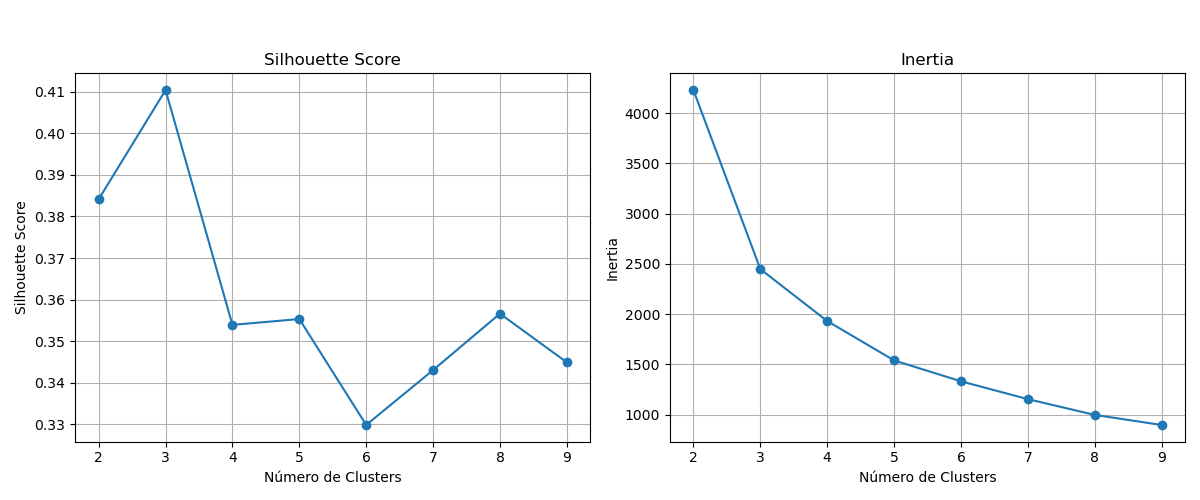 Silhouette Score
Silhouette Score
0.41
0.40
0.39
0.38
0.37
0.36
0.35
0.34
0.33
2 3 4 5 6 7 8 9
Número de Clusters
Inertia
Inertia
4000
3500
3000
2500
2000
1500
1000
2 3 4 5 6 7 8 9
Número de Clusters